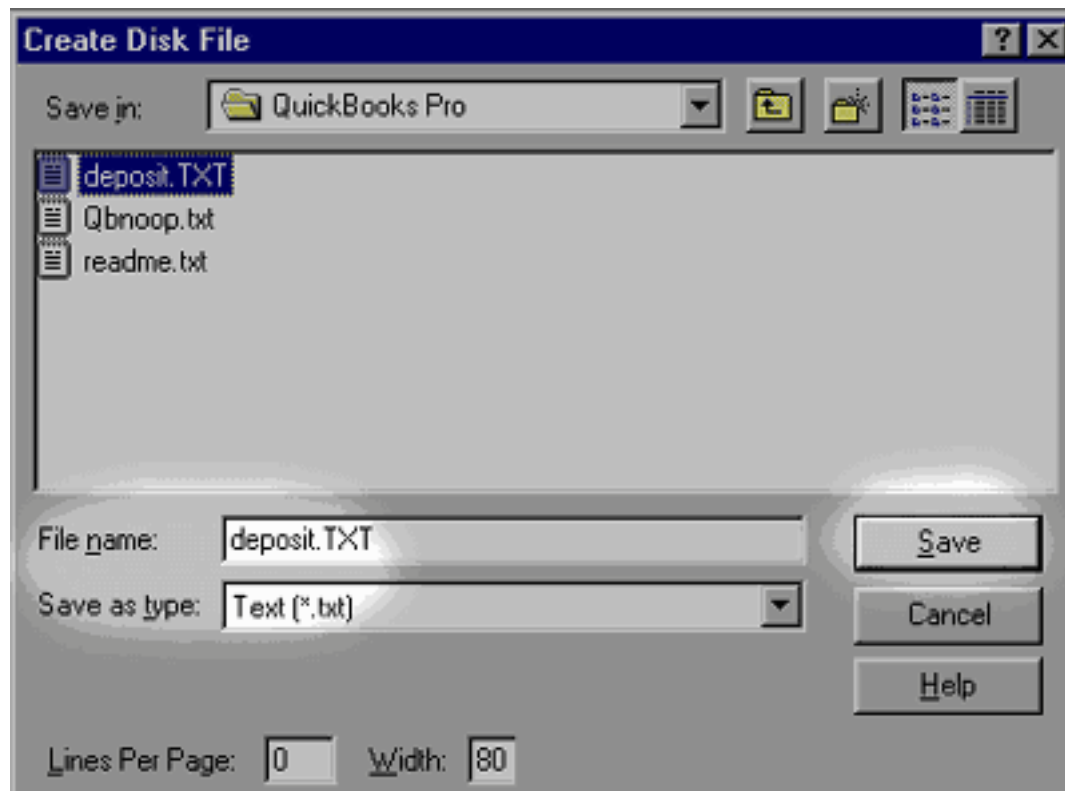 Create Disk File
Save in: QuickBooks Pro
deposit.TXT
Qbnoop.txt
readme.txt
File name: deposit.TXT
Save
Save as type: Text (*.txt)
Cancel
Help
Lines Per Page: 0 Width: 80